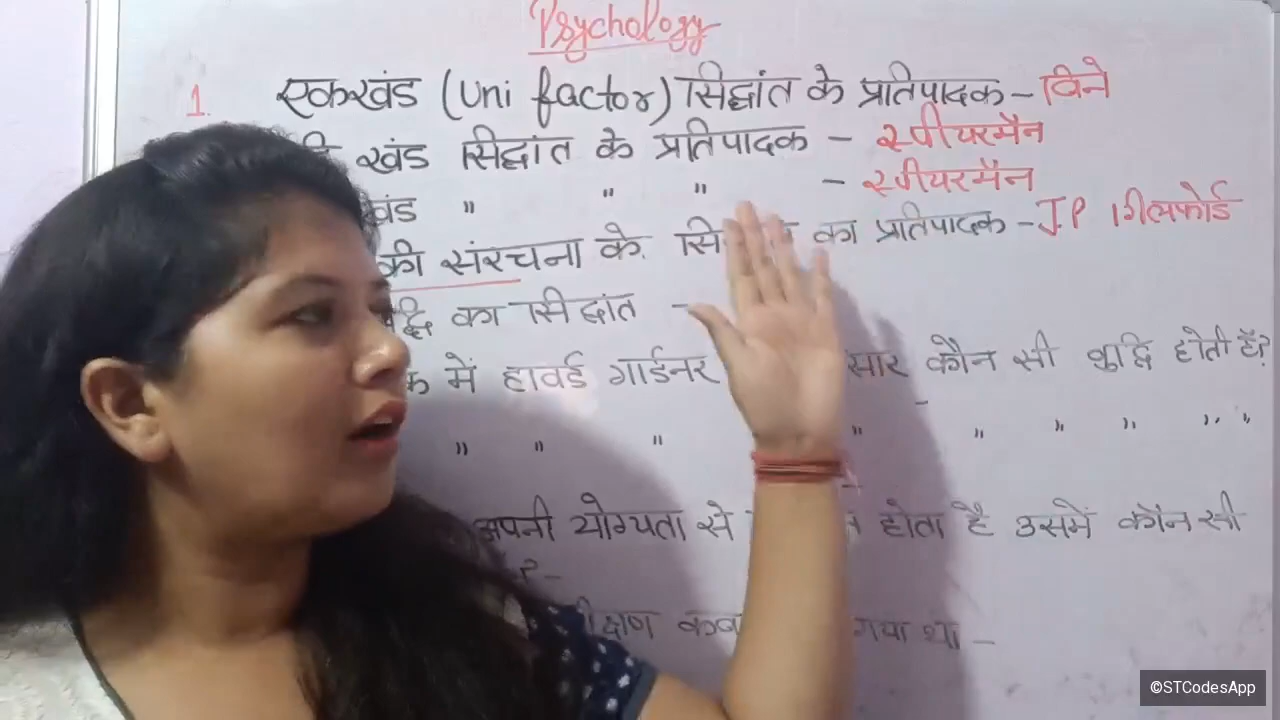 Psychology
1. एकखंड (Uni factor) सिद्धांत के प्रतिपादक - विने
खंड सिद्धांत के प्रतिपादक - स्पीयरमैन
खंड " " " - स्पीयरमैन
की संरचना के का प्रतिपादक - J.P गिलफोर्ड
का सिद्धांत -
में हावर्ड गार्डनर कौन सी बुद्धि होती है?
" " " " " " " " "
अपनी योग्यता से होता है उसमें कौन सी
कब गया था -
©STCodesApp